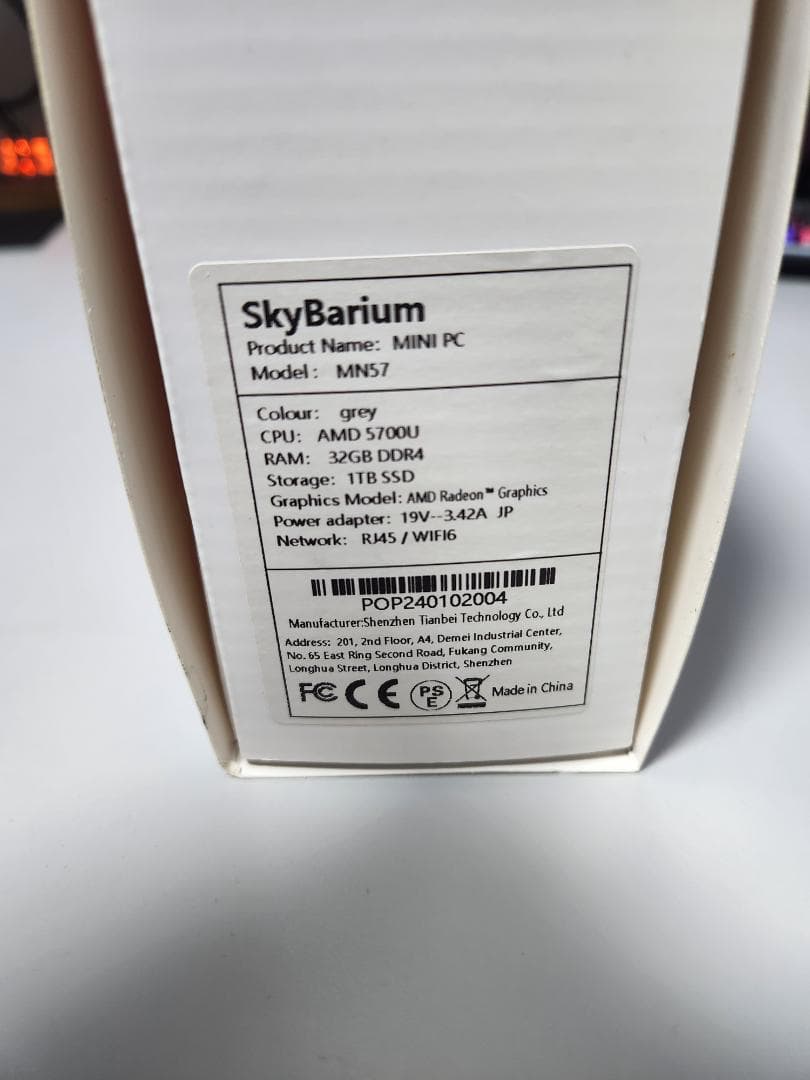 SkyBarium
Product Name: MINI PC
Model: MN57
Colour: grey
CPU: AMD 5700U
RAM: 32GB DDR4
Storage: 1TB SSD
Graphics Model: AMD Radeon™ Graphics
Power adapter: 19V--3.42A JP
Network: RJ45 / WIFI6
POP240102004
Manufacturer:Shenzhen Tianbei Technology Co., Ltd
Address: 201, 2nd Floor, A4, Demei Industrial Center,
No. 65 East Ring Second Road, Fukang Community,
Longhua Street, Longhua District, Shenzhen
FC CE PSE Made in China